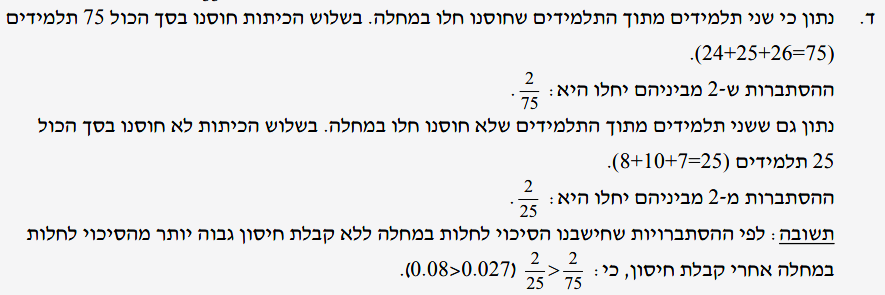 ד. נתון כי שני תלמידים מתוך התלמידים שחוסנו חלו במחלה. בשלוש הכיתות חוסנו בסך הכול 75 תלמידים
(24+25+26=75).
ההסתברות ש-2 מביניהם יחלו היא: 2/75.
נתון גם ששני תלמידים מתוך התלמידים שלא חוסנו חלו במחלה. בשלוש הכיתות לא חוסנו בסך הכול
25 תלמידים (8+10+7=25).
ההסתברות מ-2 מביניהם יחלו היא: 2/25.
תשובה: לפי ההסתברויות שחישבנו הסיכוי לחלות במחלה ללא קבלת חיסון גבוה יותר מהסיכוי לחלות
במחלה אחרי קבלת חיסון, כי: 2/25>2/75 (0.08>0.027).